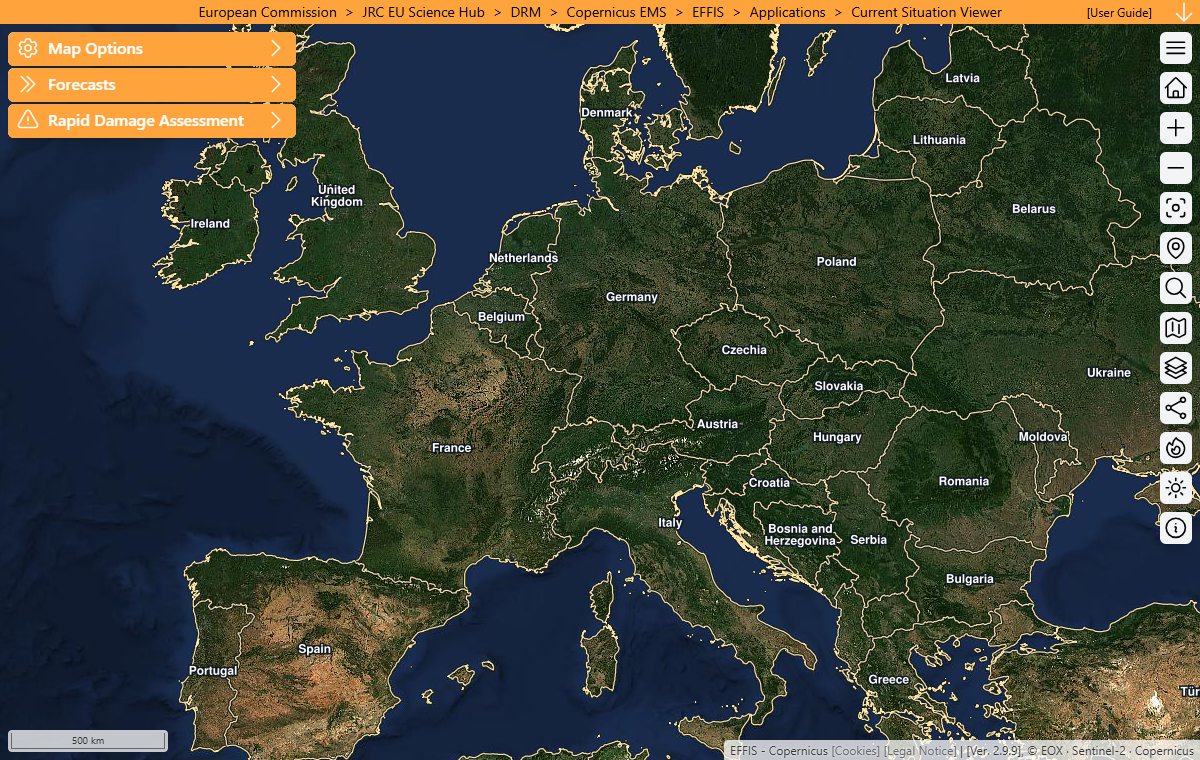 European Commission > JRC EU Science Hub > DRM > Copernicus EMS > EFFIS > Applications > Current Situation Viewer
[User Guide]
Map Options
Forecasts
Rapid Damage Assessment
Latvia
Denmark
Lithuania
United
Kingdom
Ireland
Belarus
Netherlands
Poland
Germany
Belgium
Czechia
Ukraine
Slovakia
Austria
Hungary
Moldova
France
Croatia
Romania
Italy
Bosnia and
Herzegovina
Serbia
Bulgaria
Spain
Portugal
Greece
Tür
500 km
EFFIS - Copernicus [Cookies] [Legal Notice] | [Ver. 2.9.9], © EOX · Sentinel-2 · Copernicus